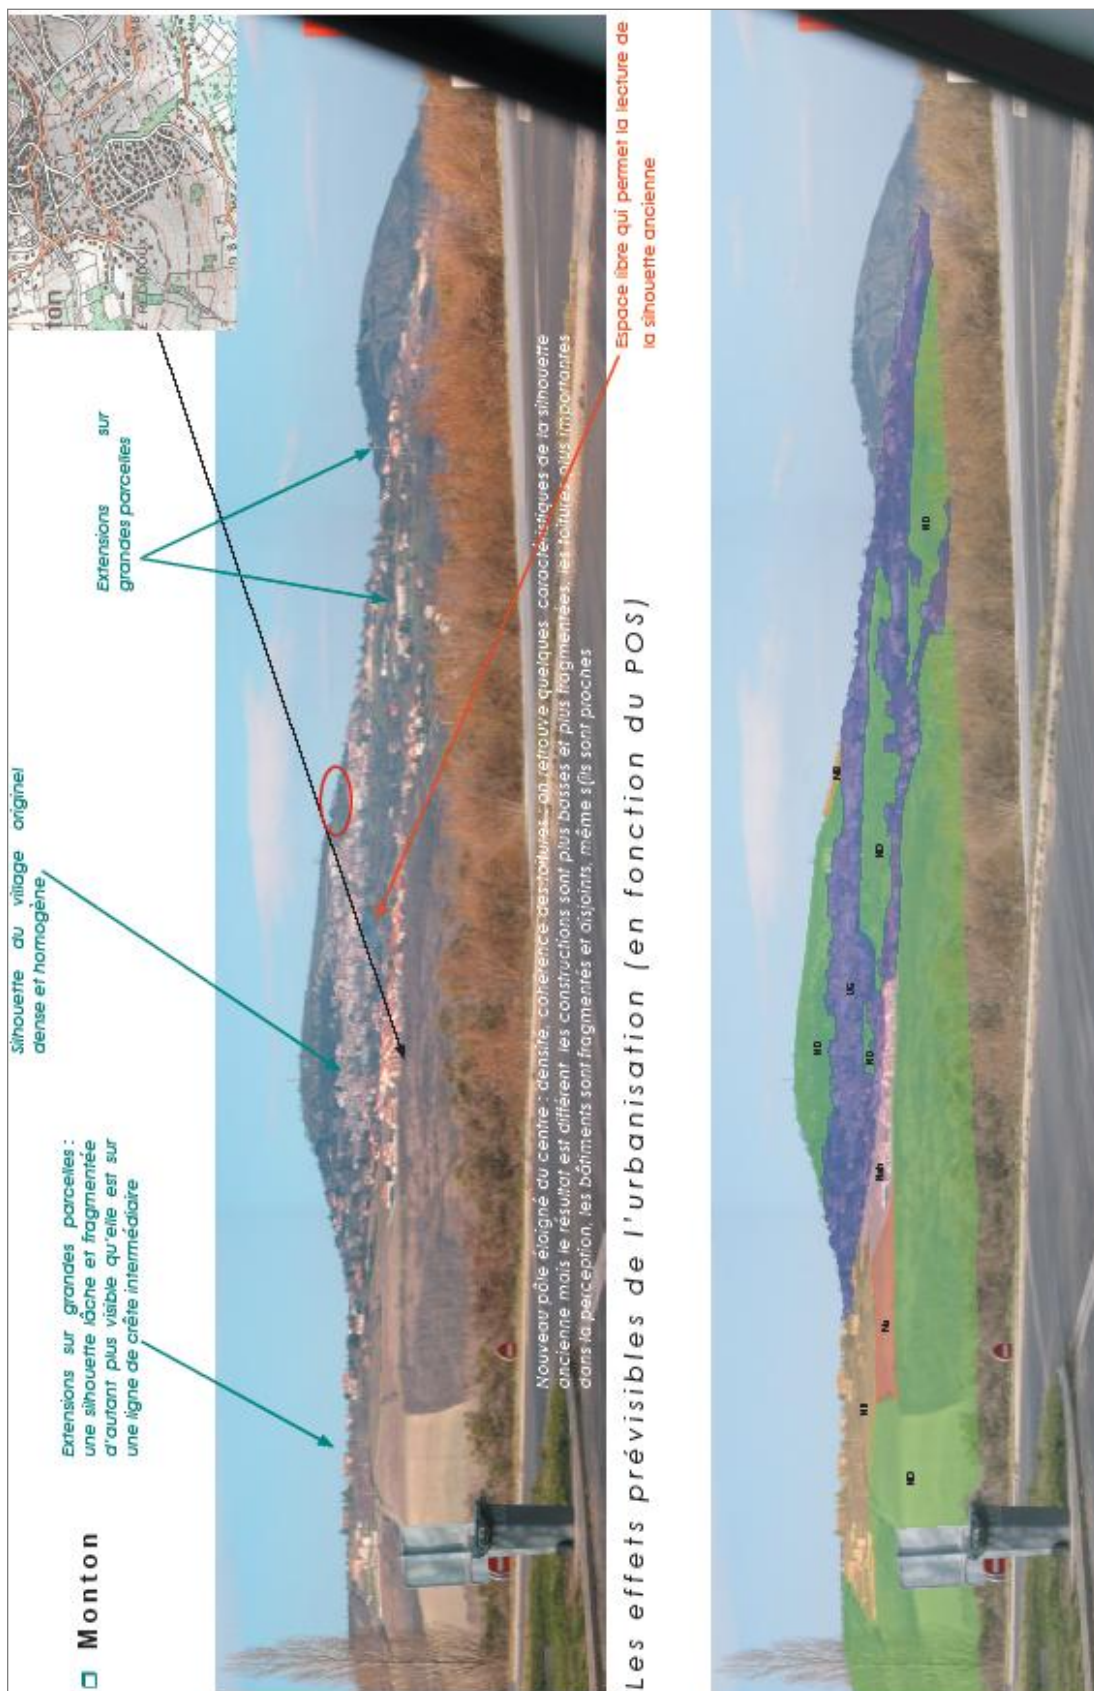 Monton
Extensions sur grandes parcelles :
une silhouette lâche et fragmentée
d'autant plus visible qu'elle est sur
une ligne de crête intermédiaire
Silhouette du village originel
dense et homogène
Extensions sur
grandes parcelles
Espace libre qui permet la lecture de
la silhouette ancienne
Nouveau pôle éloigné du centre : densité, cohérence des toitures : on retrouve quelques caractéristiques de la silhouette
ancienne mais le résultat est différent, les constructions sont plus basses et plus fragmentées, les toitures plus importantes
dans la perception, les bâtiments sont fragmentés et disjoints, même s(ils sont proches
Les effets prévisibles de l'urbanisation (en fonction du POS)
ND
NB
Na
Nah
ND
UG
ND
ND
NB
ND
ton